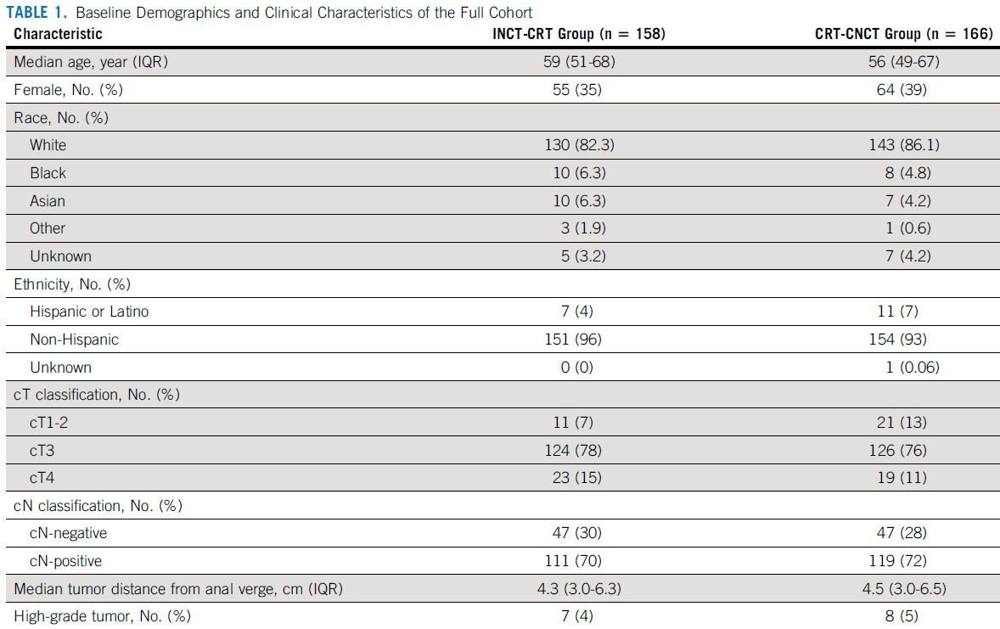 TABLE 1. Baseline Demographics and Clinical Characteristics of the Full Cohort
Characteristic INCT-CRT Group (n = 158) CRT-CNCT Group (n = 166)
Median age, year (IQR) 59 (51-68) 56 (49-67)
Female, No. (%) 55 (35) 64 (39)
Race, No. (%)
White 130 (82.3) 143 (86.1)
Black 10 (6.3) 8 (4.8)
Asian 10 (6.3) 7 (4.2)
Other 3 (1.9) 1 (0.6)
Unknown 5 (3.2) 7 (4.2)
Ethnicity, No. (%)
Hispanic or Latino 7 (4) 11 (7)
Non-Hispanic 151 (96) 154 (93)
Unknown 0 (0) 1 (0.06)
cT classification, No. (%)
cT1-2 11 (7) 21 (13)
cT3 124 (78) 126 (76)
cT4 23 (15) 19 (11)
cN classification, No. (%)
cN-negative 47 (30) 47 (28)
cN-positive 111 (70) 119 (72)
Median tumor distance from anal verge, cm (IQR) 4.3 (3.0-6.3) 4.5 (3.0-6.5)
High-grade tumor, No. (%) 7 (4) 8 (5)